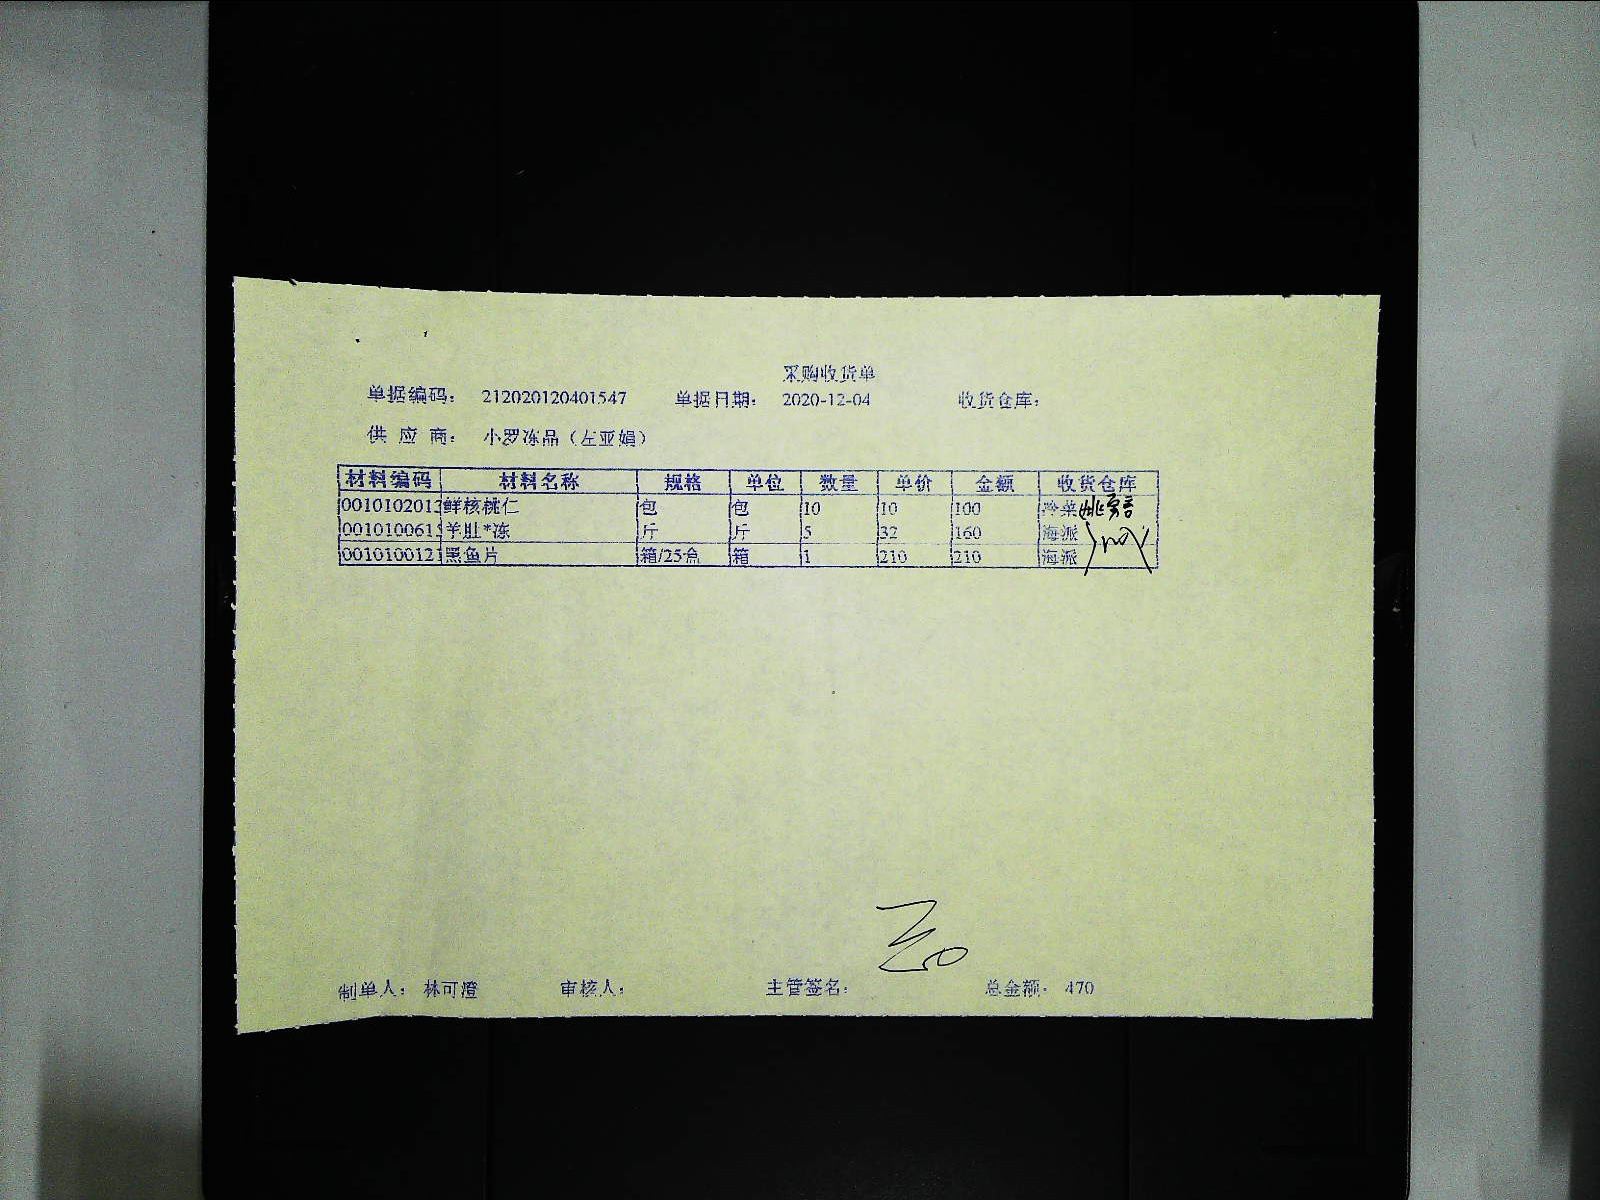 采购收货单
单据编码： 212020120401547 单据日期： 2020-12-04 收货仓库：
供 应 商： 小罗冻品（左亚娟）
材料编码 材料名称 规格 单位 数量 单价 金额 收货仓库
0010102013 鲜核桃仁 包 包 10 10 100 冷菜
001010061 羊肚*冻 斤 斤 5 32 160 海派
0010100121 黑鱼片 箱/25盒 箱 1 210 210 海派
制单人： 林可澄 审核人： 主管签名： 总金额： 470